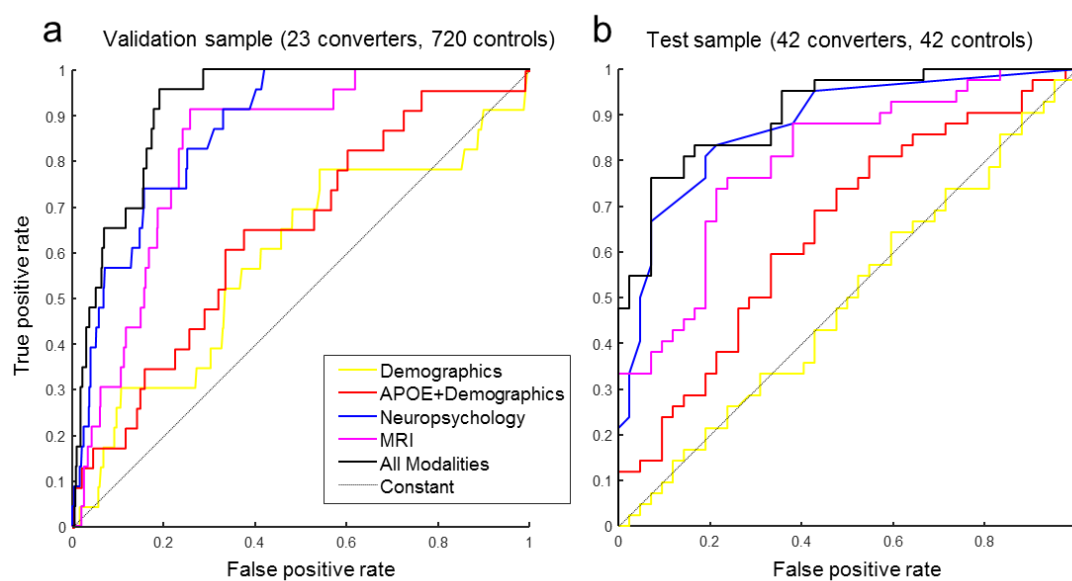 a Validation sample (23 converters, 720 controls)
b Test sample (42 converters, 42 controls)
True positive rate
1
0.9
0.8
0.7
0.6
0.5
0.4
0.3
0.2
0.1
0
0 0.2 0.4 0.6 0.8 1
False positive rate
Demographics
APOE+Demographics
Neuropsychology
MRI
All Modalities
Constant
1
0.9
0.8
0.7
0.6
0.5
0.4
0.3
0.2
0.1
0
0 0.2 0.4 0.6 0.8
False positive rate